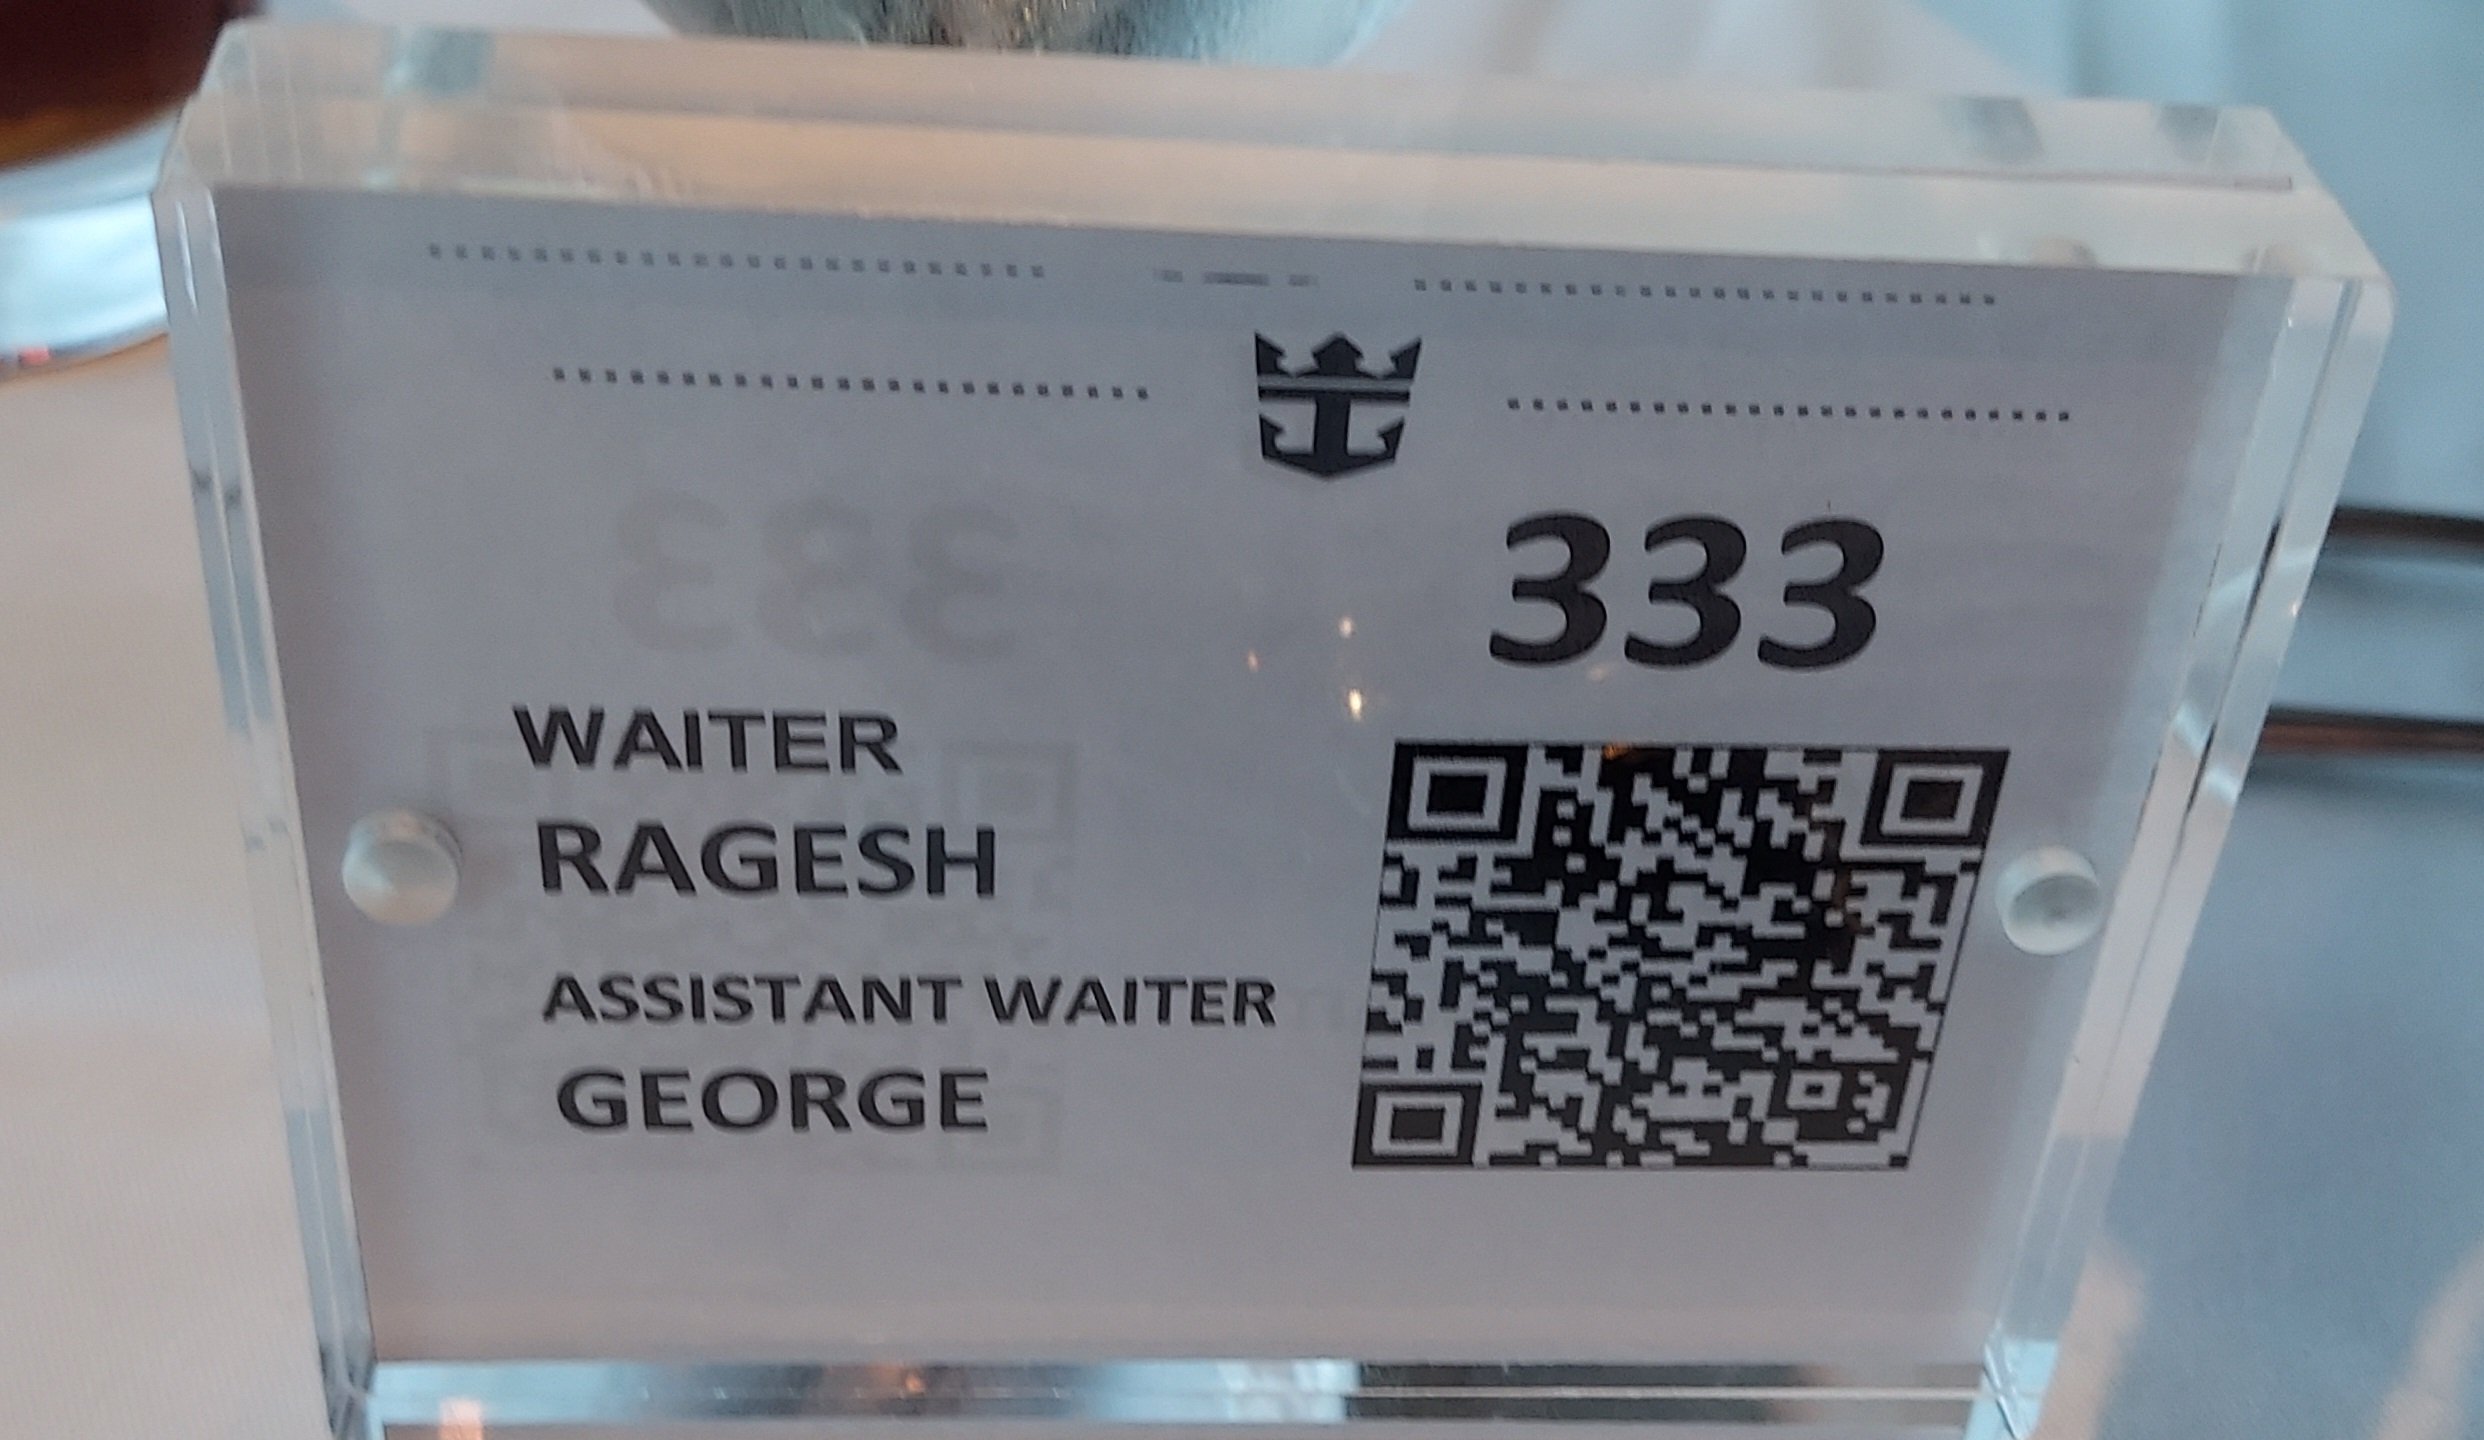 333
WAITER
RAGESH
ASSISTANT WAITER
GEORGE